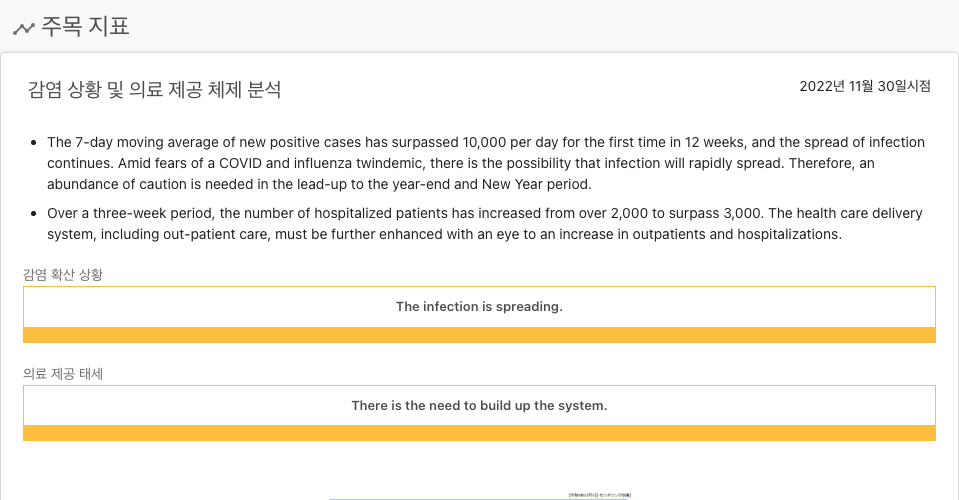 주목 지표
감염 상황 및 의료 제공 체제 분석
2022년 11월 30일시점
The 7-day moving average of new positive cases has surpassed 10,000 per day for the first time in 12 weeks, and the spread of infection
continues. Amid fears of a COVID and influenza twindemic, there is the possibility that infection will rapidly spread. Therefore, an
abundance of caution is needed in the lead-up to the year-end and New Year period.
Over a three-week period, the number of hospitalized patients has increased from over 2,000 to surpass 3,000. The health care delivery
system, including out-patient care, must be further enhanced with an eye to an increase in outpatients and hospitalizations.
감염 확산 상황
The infection is spreading.
의료 제공 태세
There is the need to build up the system.